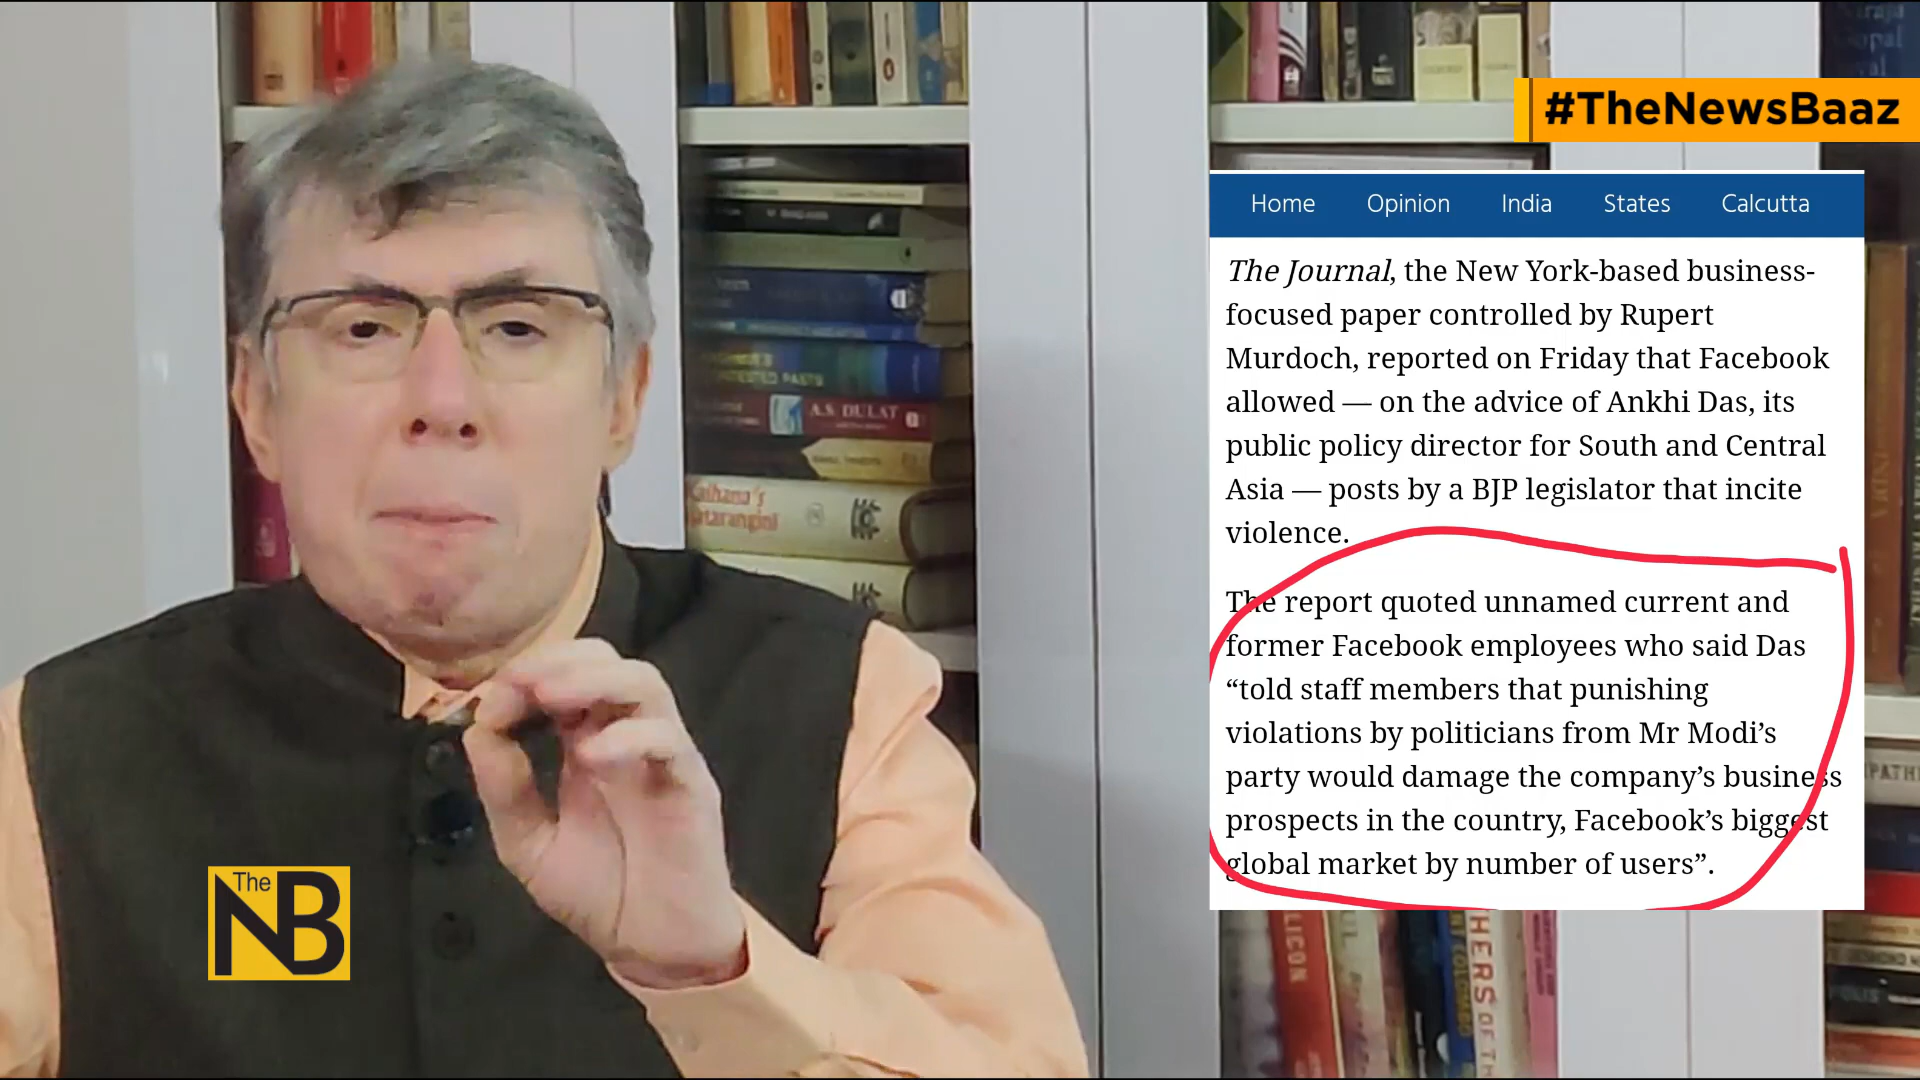 #TheNewsBaaz
Home Opinion India States Calcutta
The Journal, the New York-based business-
focused paper controlled by Rupert
Murdoch, reported on Friday that Facebook
allowed — on the advice of Ankhi Das, its
public policy director for South and Central
Asia — posts by a BJP legislator that incite
violence.
The report quoted unnamed current and
former Facebook employees who said Das
“told staff members that punishing
violations by politicians from Mr Modi’s
party would damage the company’s business
prospects in the country, Facebook’s biggest
global market by number of users”.
The
NB
A.S. DULAT
HERS OF TH
LICON